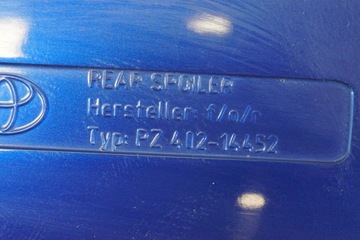 REAR SPOILER
Hersteller: f/o/r
Typ: PZ 402-14452